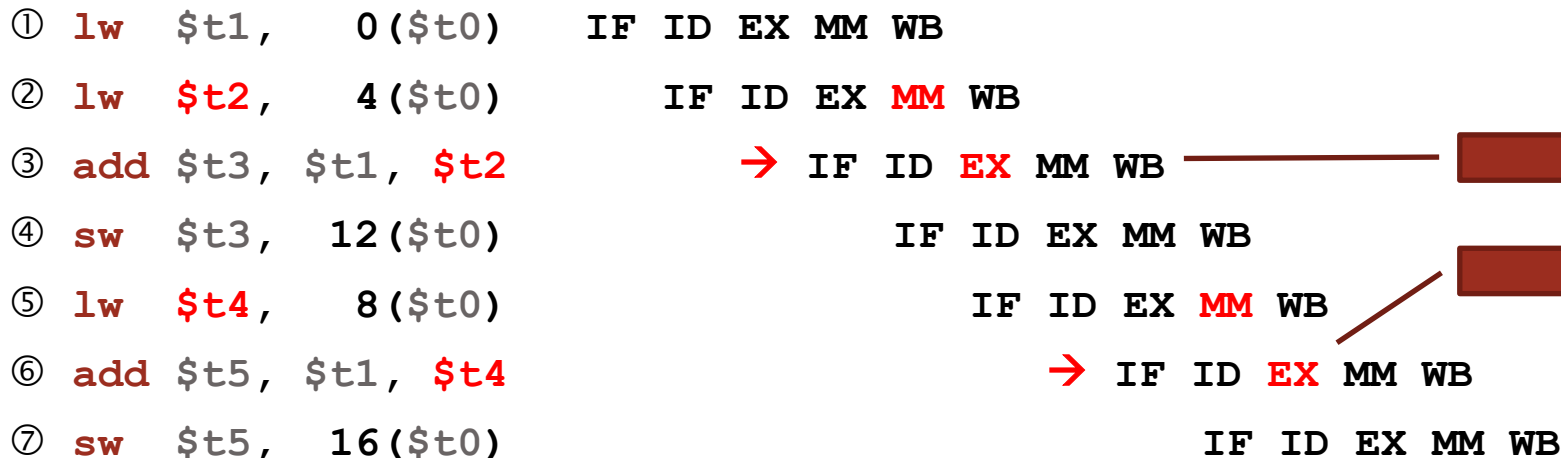 ① lw $t1, 0($t0) IF ID EX MM WB
② lw $t2, 4($t0) IF ID EX MM WB
③ add $t3, $t1, $t2 → IF ID EX MM WB
④ sw $t3, 12($t0) IF ID EX MM WB
⑤ lw $t4, 8($t0) IF ID EX MM WB
⑥ add $t5, $t1, $t4 → IF ID EX MM WB
⑦ sw $t5, 16($t0) IF ID EX MM WB